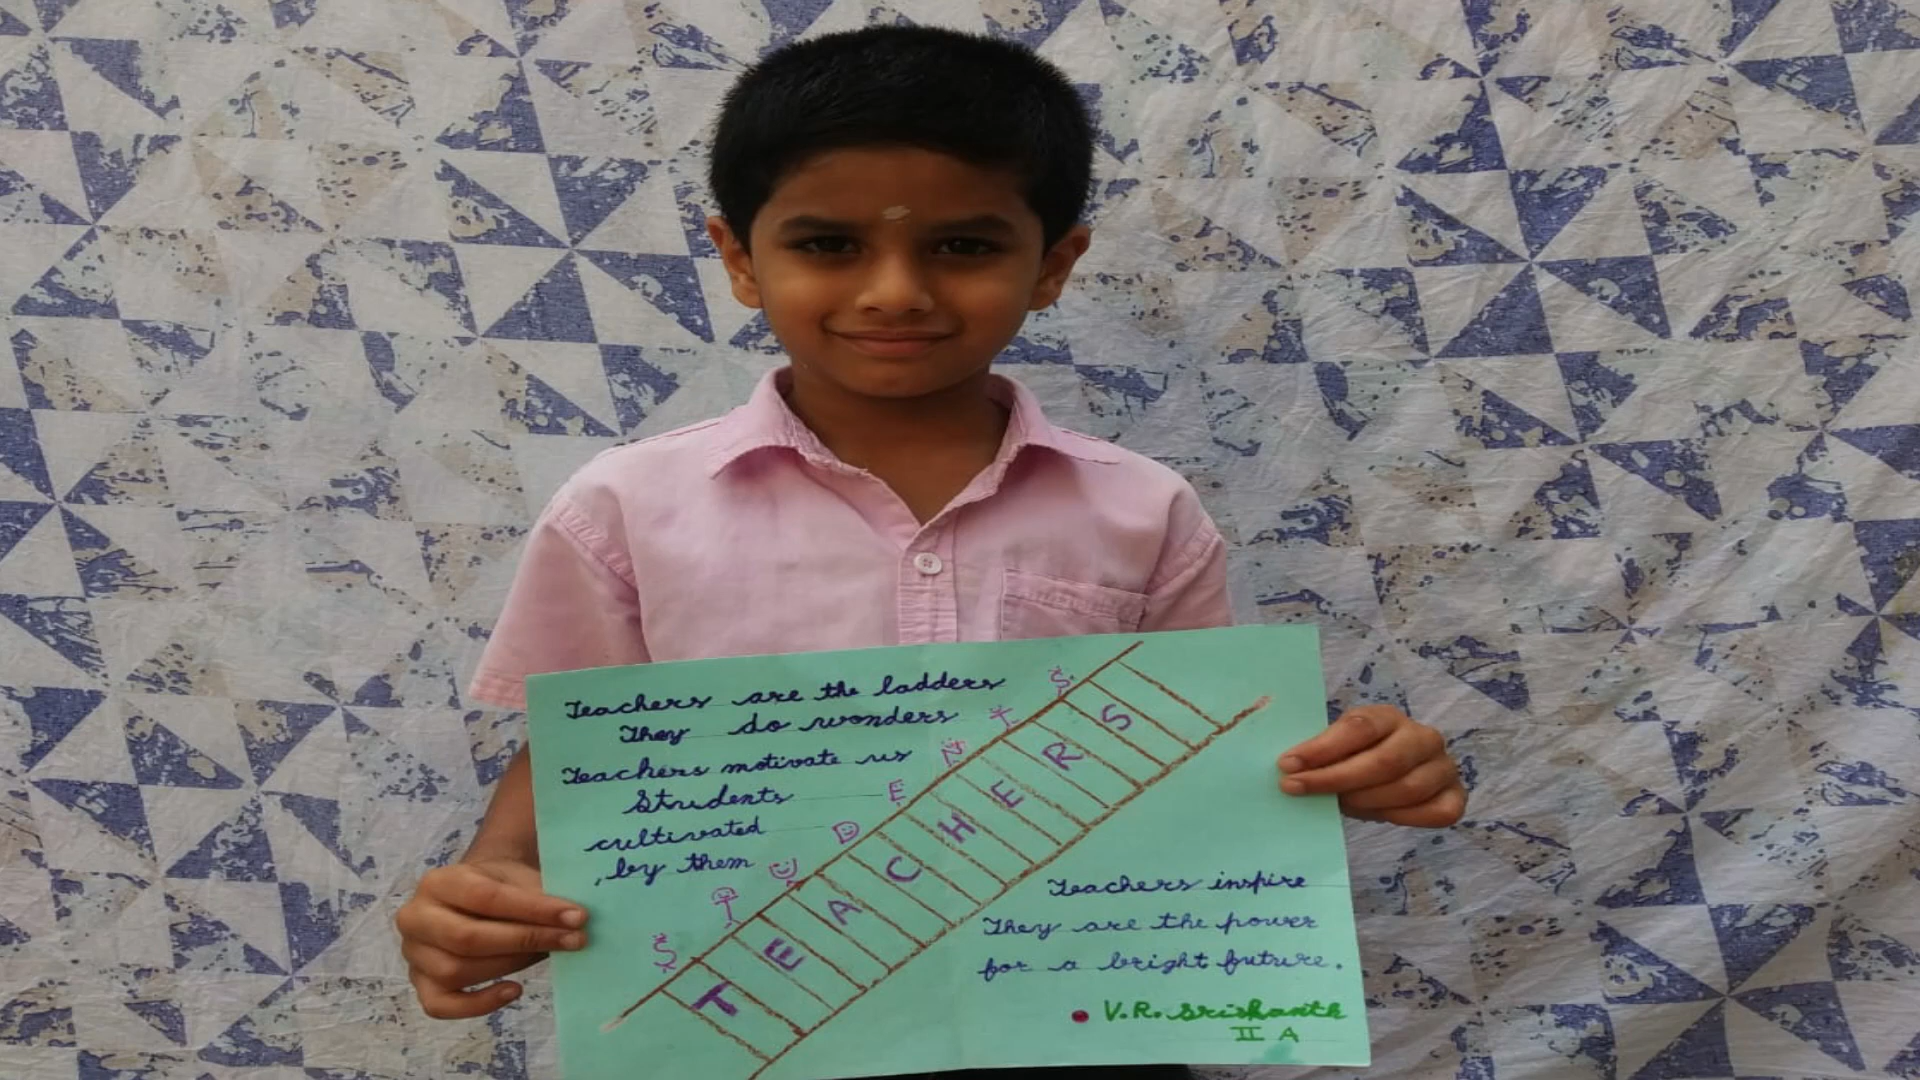 Teachers are the ladders
They do wonders
Teachers motivate us
Students
cultivated
by them
STUDENTS
TEACHERS
Teachers inspire
They are the power
for a bright future.
V.R. Srishanth
II A